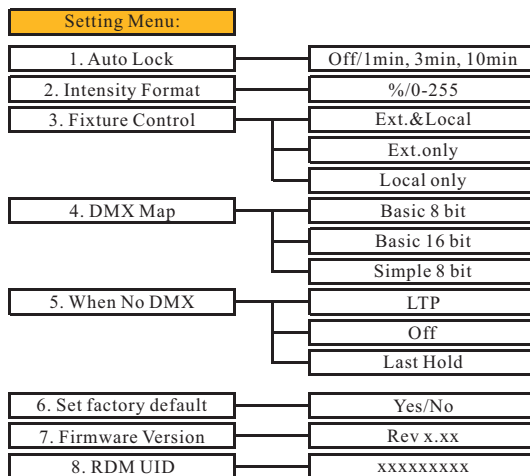 Setting Menu:
1. Auto Lock Off/1min, 3min, 10min
2. Intensity Format %/0-255
3. Fixture Control Ext.&Local
Ext.only
Local only
4. DMX Map Basic 8 bit
Basic 16 bit
Simple 8 bit
5. When No DMX LTP
Off
Last Hold
6. Set factory default Yes/No
7. Firmware Version Rev x.xx
8. RDM UID xxxxxxxxx